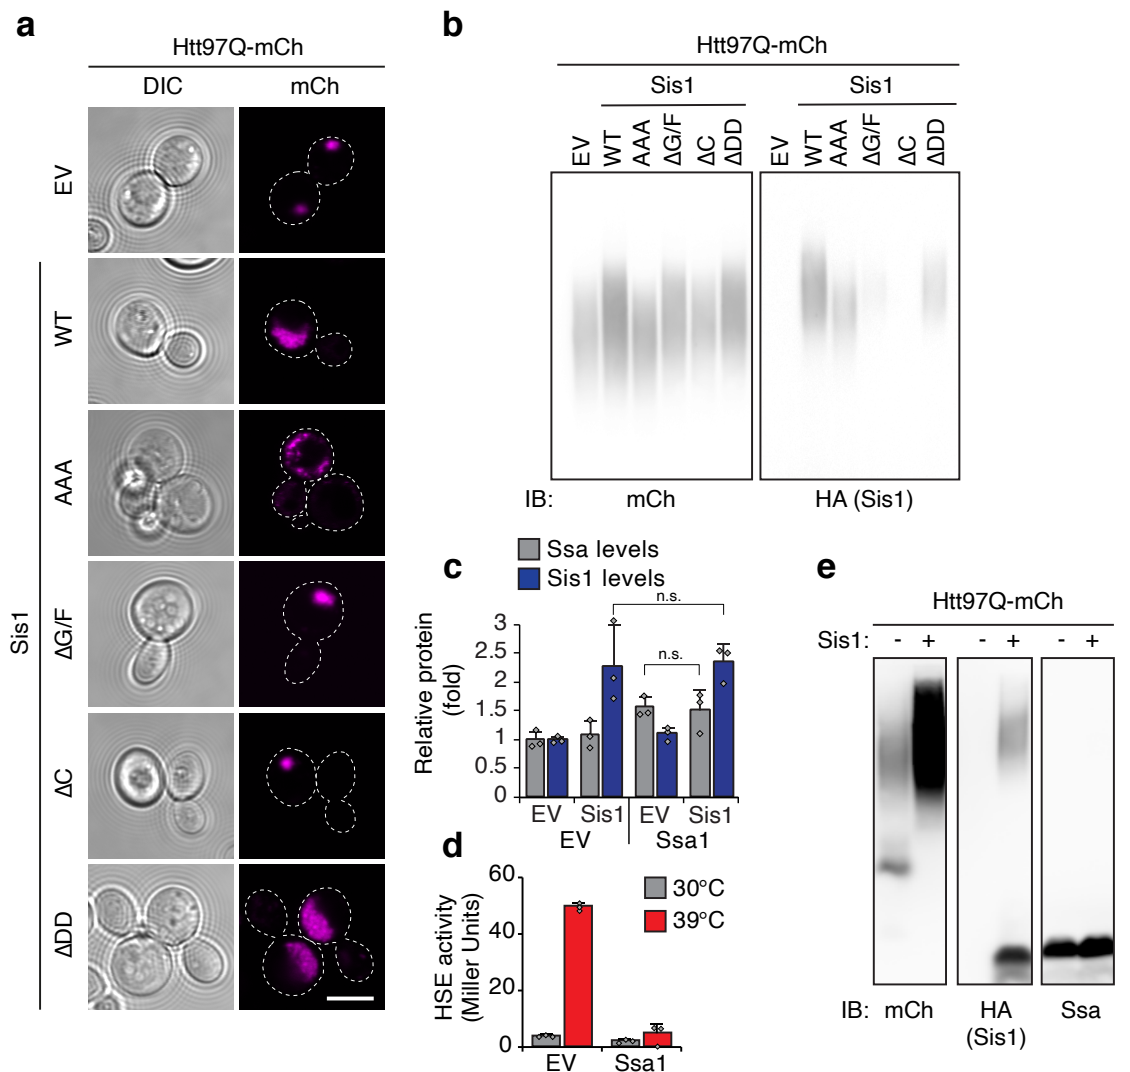 a
Htt97Q-mCh
DIC
mCh
EV
WT
AAA
ΔG/F
ΔC
ΔDD
Sis1
b
Htt97Q-mCh
Sis1
Sis1
EV
WT
AAA
ΔG/F
ΔC
ΔDD
EV
WT
AAA
ΔG/F
ΔC
ΔDD
IB:
mCh
HA (Sis1)
c
Ssa levels
Sis1 levels
Relative protein
(fold)
3
2.5
2
1.5
1
0.5
0
n.s.
n.s.
EV
Sis1
EV
Sis1
EV
Ssa1
d
HSE activity
(Miller Units)
60
40
20
0
30°C
39°C
EV
Ssa1
e
Htt97Q-mCh
Sis1: - + - + - +
IB: mCh
HA
(Sis1)
Ssa